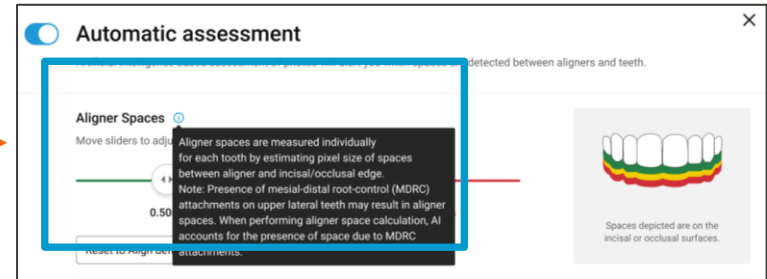 Automatic assessment
detected between aligners and teeth.
Aligner Spaces
Move sliders to adju
Aligner spaces are measured individually
for each tooth by estimating pixel size of spaces
between aligner and incisal/occlusal edge.
Note: Presence of mesial-distal root-control (MDRC)
attachments on upper lateral teeth may result in aligner
spaces. When performing aligner space calculation, AI
accounts for the presence of space due to MDRC
attachments.
0.50
Spaces depicted are on the
incisal or occlusal surfaces.